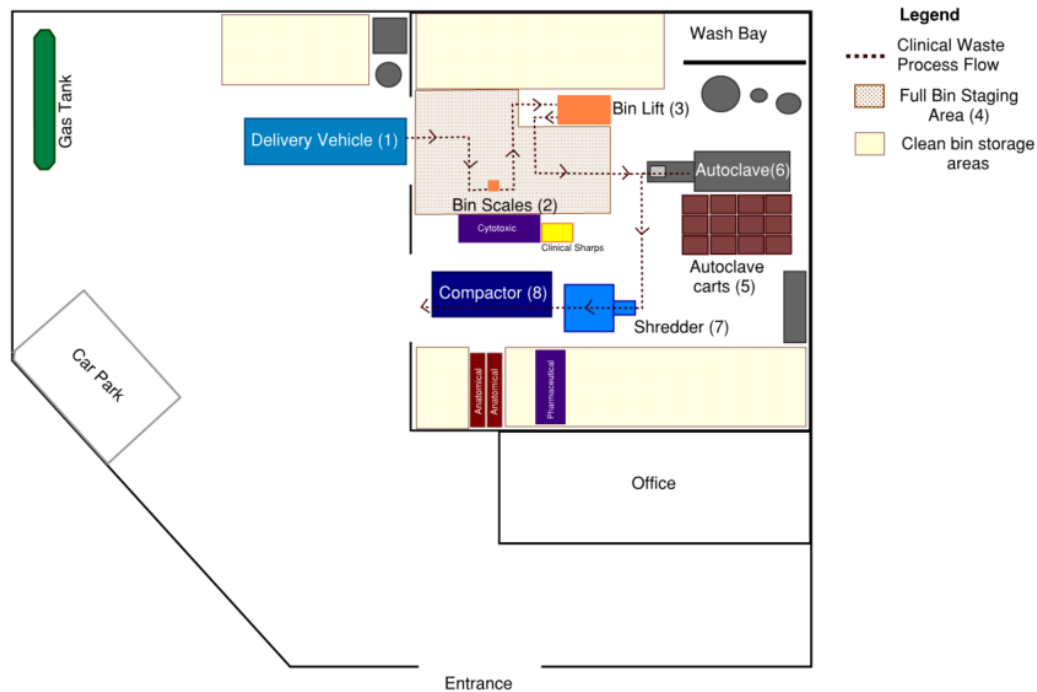 Legend
Clinical Waste
Process Flow
Full Bin Staging
Area (4)
Clean bin storage
areas
Wash Bay
Gas Tank
Bin Lift (3)
Delivery Vehicle (1)
Autoclave(6)
Bin Scales (2)
Cytotoxic
Clinical Sharps
Autoclave
carts (5)
Compactor (8)
Shredder (7)
Car Park
Anatomical
Anatomical
Pharmaceutical
Office
Entrance